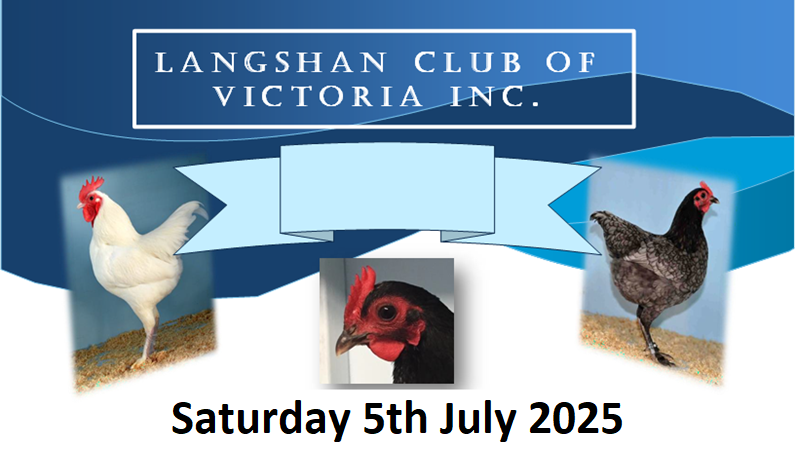 LANGSHAN CLUB OF
VICTORIA INC.
Saturday 5th July 2025